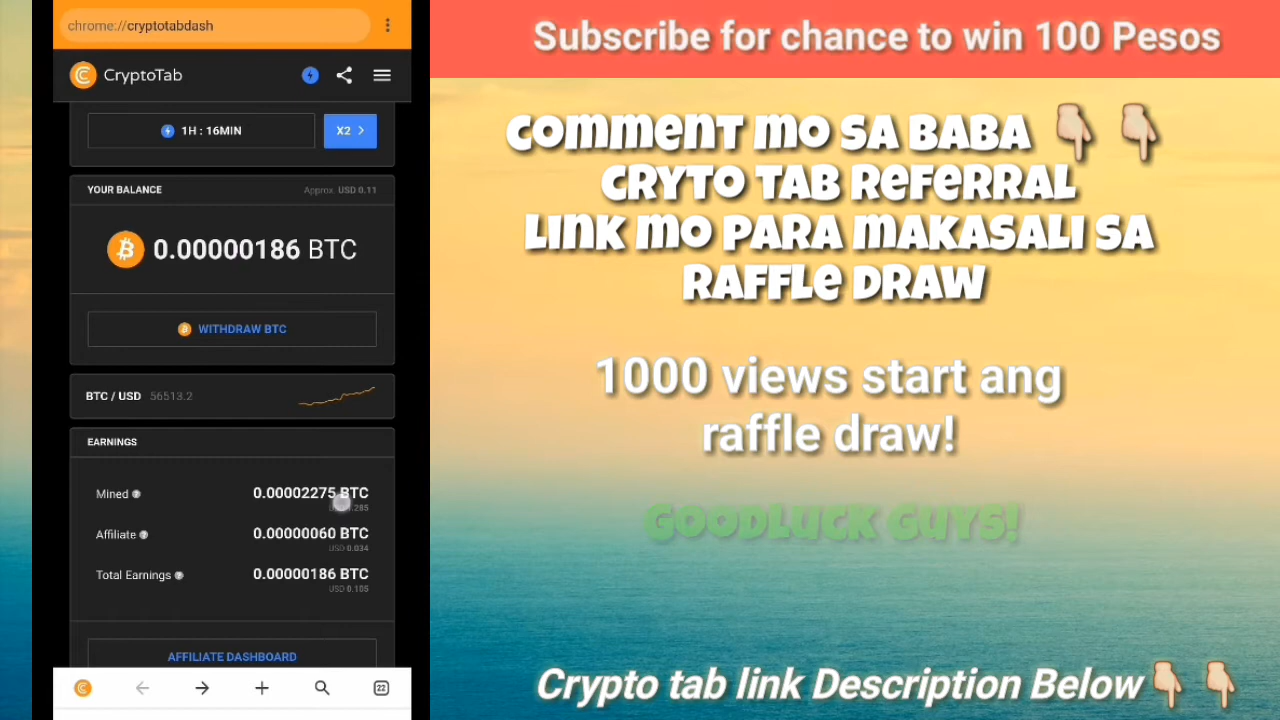 chrome://cryptotabdash
CryptoTab
1H : 16MIN
X2 >
YOUR BALANCE
Approx. USD 0.11
0.00000186 BTC
WITHDRAW BTC
BTC / USD 56513.2
EARNINGS
Mined
0.00002275 BTC
.285
Affiliate
0.00000060 BTC
USD 0.034
Total Earnings
0.00000186 BTC
USD 0.105
AFFILIATE DASHBOARD
22
Subscribe for chance to win 100 Pesos
Comment mo sa baba
Cryto tab referral
link mo para makasali sa
raffle draw
1000 views start ang
raffle draw!
Goodluck guys!
Crypto tab link Description Below